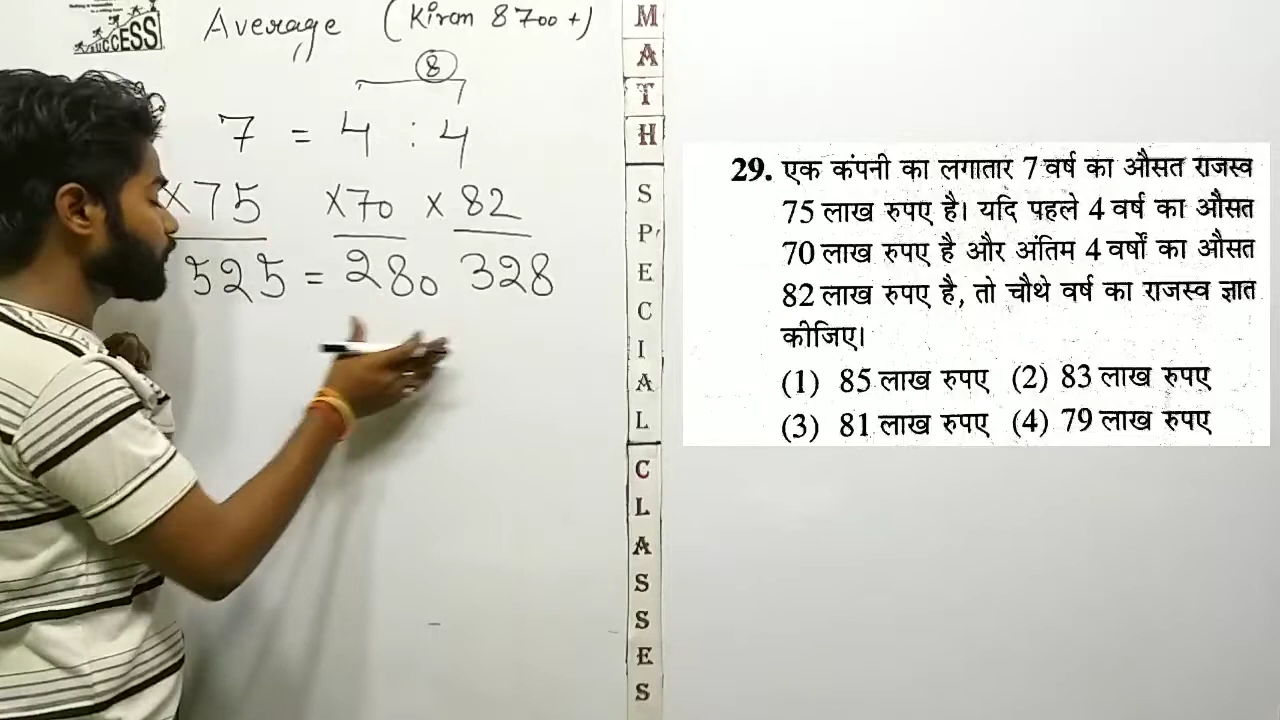 SUCCESS
Average (Kiran 8700+)
8
7 = 4 : 4
×75 ×70 ×82
525 = 280 328
MATH
SPECIAL
CLASSES
29. एक कंपनी का लगातार 7 वर्ष का औसत राजस्व
75 लाख रुपए है। यदि पहले 4 वर्ष का औसत
70 लाख रुपए है और अंतिम 4 वर्षों का औसत
82 लाख रुपए है, तो चौथे वर्ष का राजस्व ज्ञात
कीजिए।
(1) 85 लाख रुपए (2) 83 लाख रुपए
(3) 81 लाख रुपए (4) 79 लाख रुपए